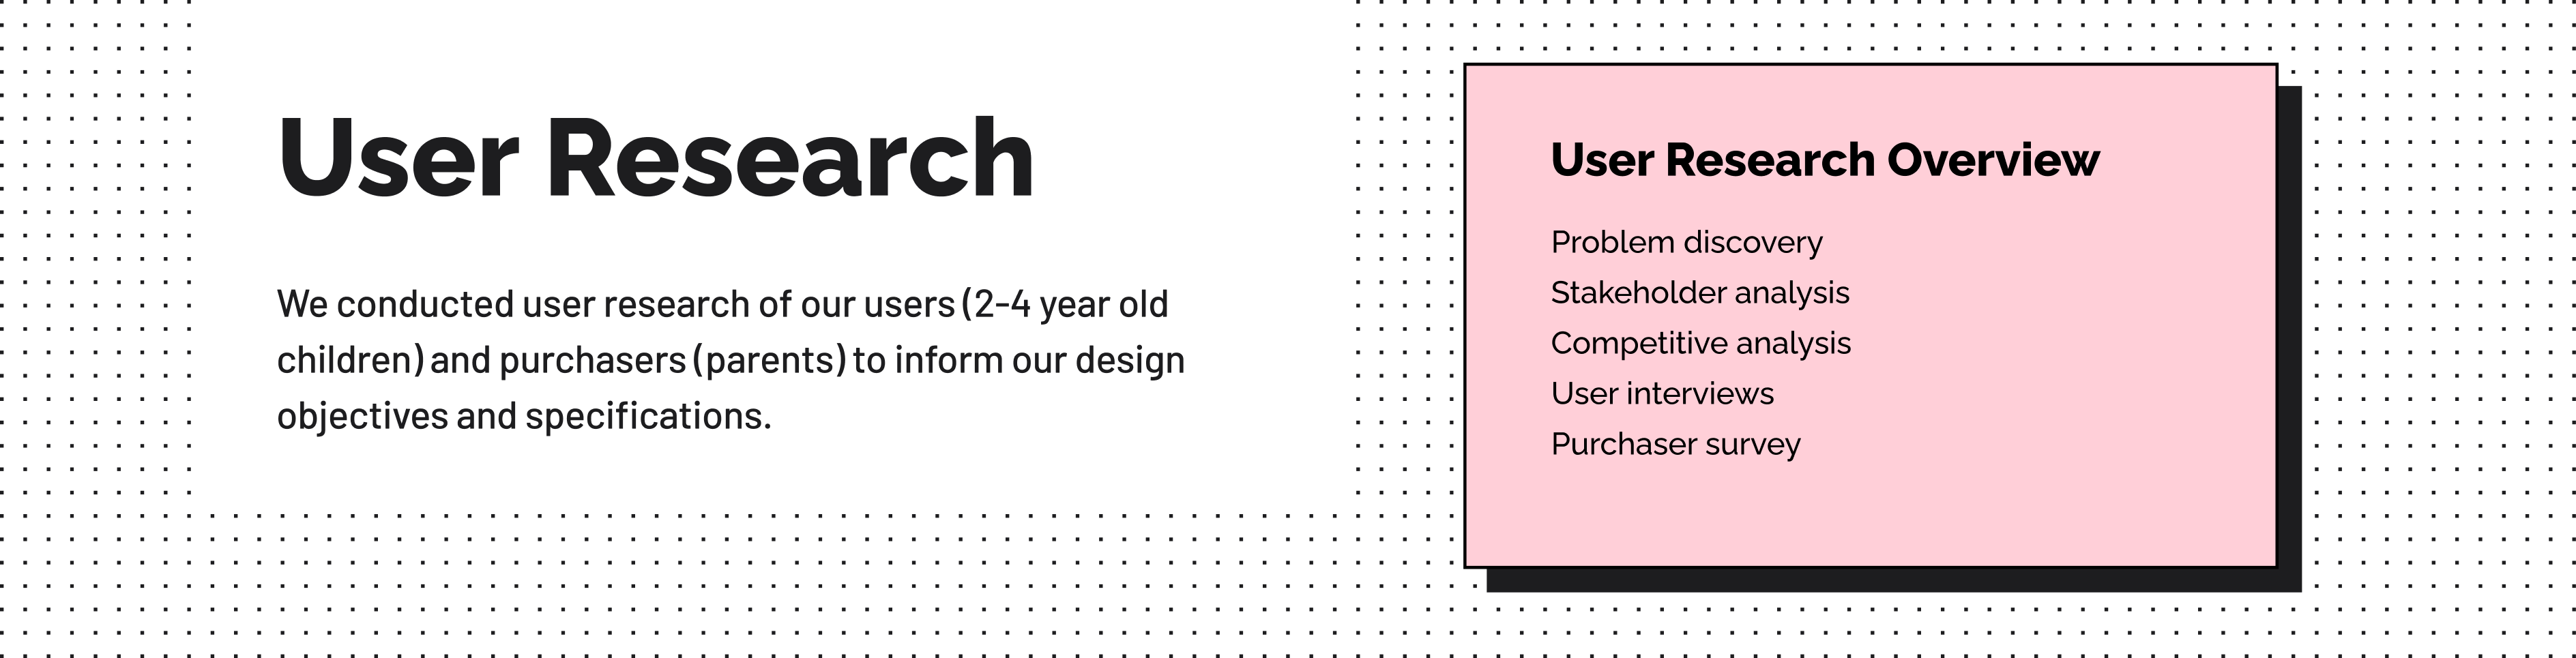 User Research
We conducted user research of our users (2-4 year old
children) and purchasers (parents) to inform our design
objectives and specifications.
User Research Overview
Problem discovery
Stakeholder analysis
Competitive analysis
User interviews
Purchaser survey